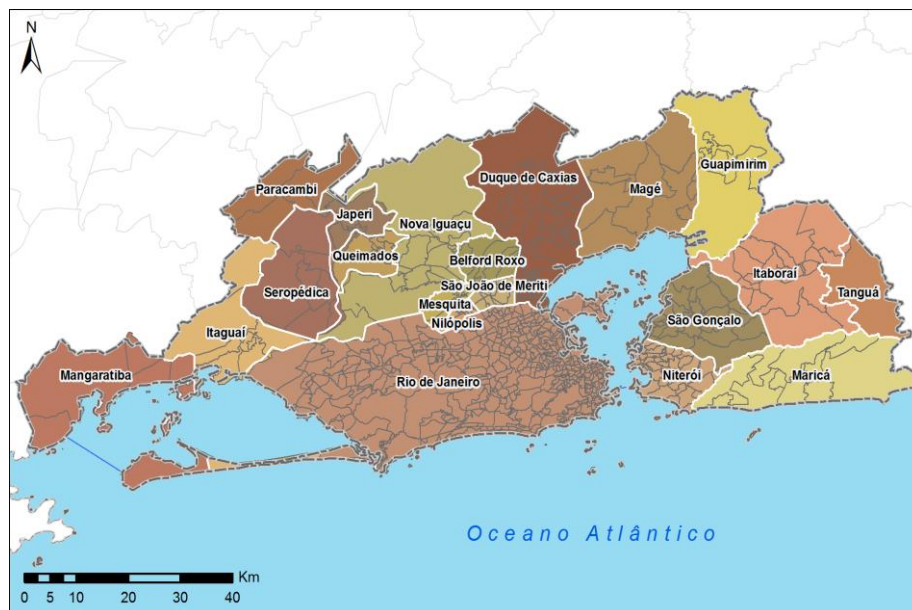 N
Guapimirim
Duque de Caxias
Magé
Paracambi
Japeri
Nova Iguaçu
Queimados
Belford Roxo
Itaboraí
Seropédica
São João de Meriti
Tanguá
Mesquita
São Gonçalo
Nilópolis
Itaguaí
Mangaratiba
Rio de Janeiro
Niterói
Maricá
Oceano Atlântico
Km
0 5 10 20 30 40